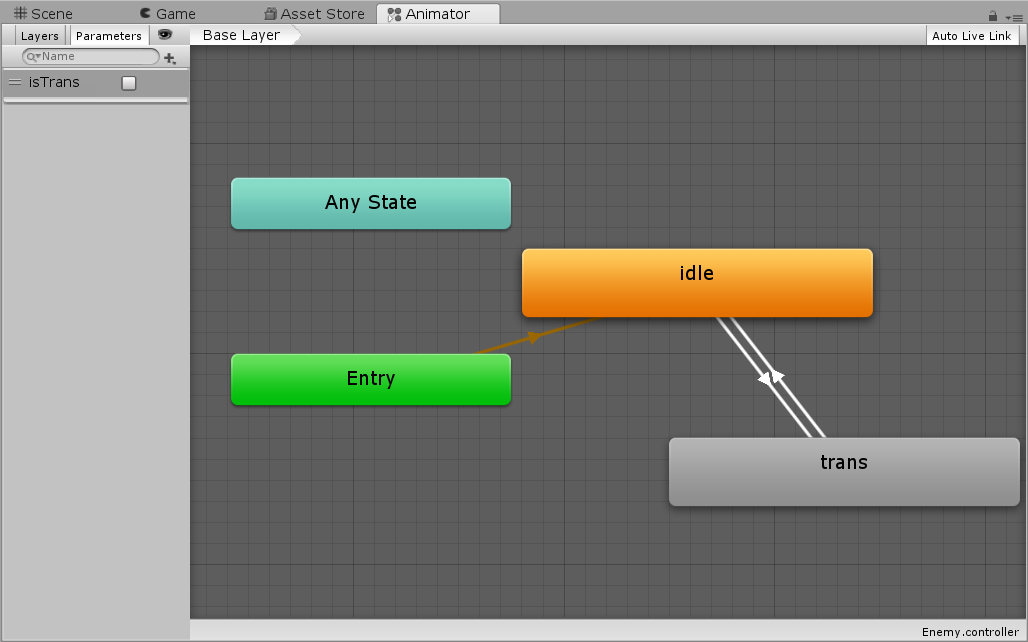 Scene Game Asset Store Animator
Layers Parameters Base Layer Auto Live Link
Name
isTrans
Any State
idle
Entry
trans
Enemy.controller